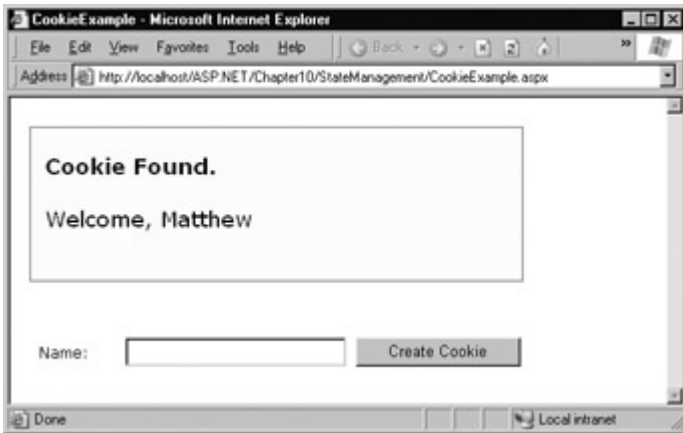 CookieExample - Microsoft Internet Explorer
File Edit View Favorites Tools Help Back »
Address http://localhost/ASP.NET/Chapter10/StateManagement/CookieExample.aspx
Cookie Found.
Welcome, Matthew
Name: Create Cookie
Done Local intranet